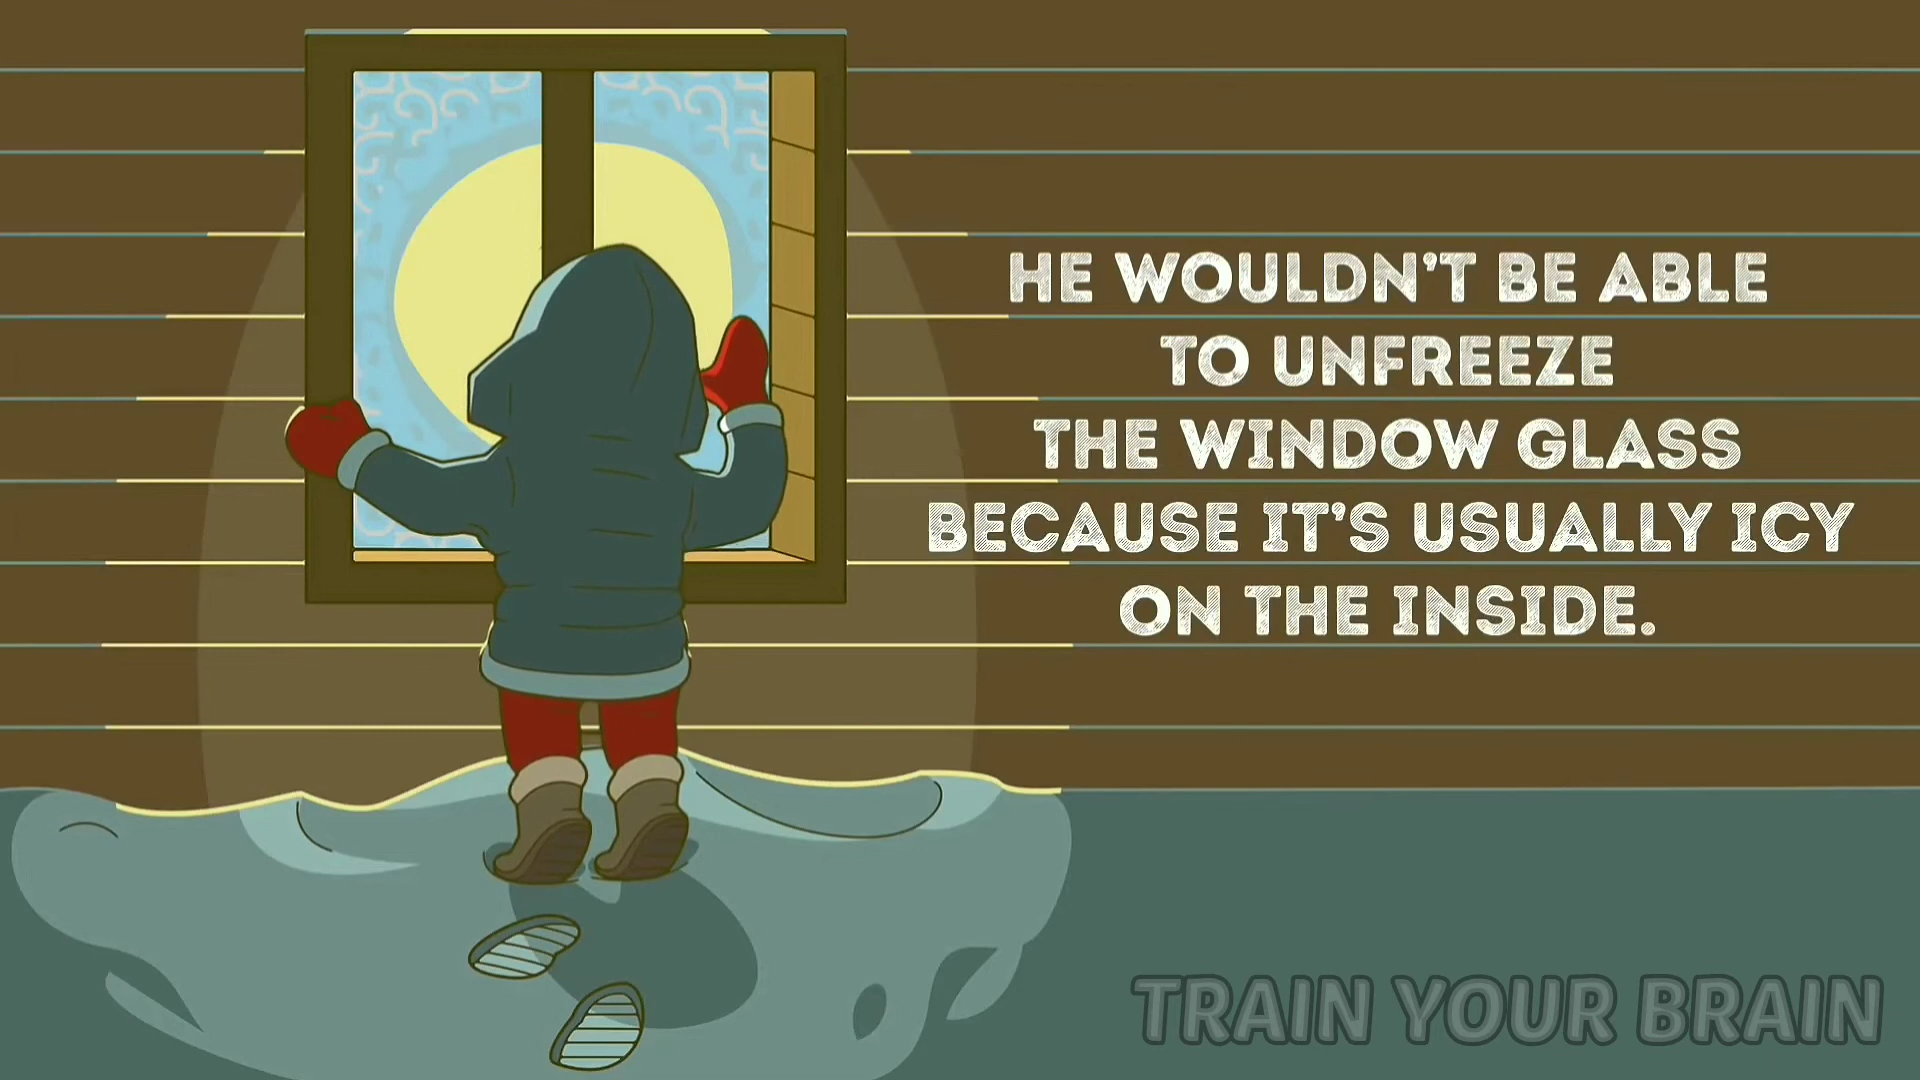 HE WOULDN'T BE ABLE
TO UNFREEZE
THE WINDOW GLASS
BECAUSE IT'S USUALLY ICY
ON THE INSIDE.
TRAIN YOUR BRAIN